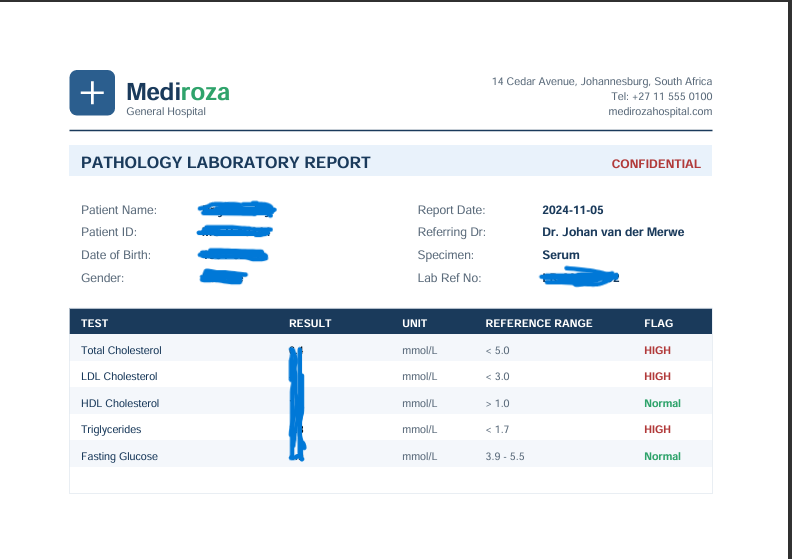 Mediroza
General Hospital
14 Cedar Avenue, Johannesburg, South Africa
Tel: +27 11 555 0100
medirozahospital.com
PATHOLOGY LABORATORY REPORT CONFIDENTIAL
Patient Name: Report Date: 2024-11-05
Patient ID: Referring Dr: Dr. Johan van der Merwe
Date of Birth: Specimen: Serum
Gender: Lab Ref No:
TEST RESULT UNIT REFERENCE RANGE FLAG
Total Cholesterol mmol/L < 5.0 HIGH
LDL Cholesterol mmol/L < 3.0 HIGH
HDL Cholesterol mmol/L > 1.0 Normal
Triglycerides mmol/L < 1.7 HIGH
Fasting Glucose mmol/L 3.9 - 5.5 Normal